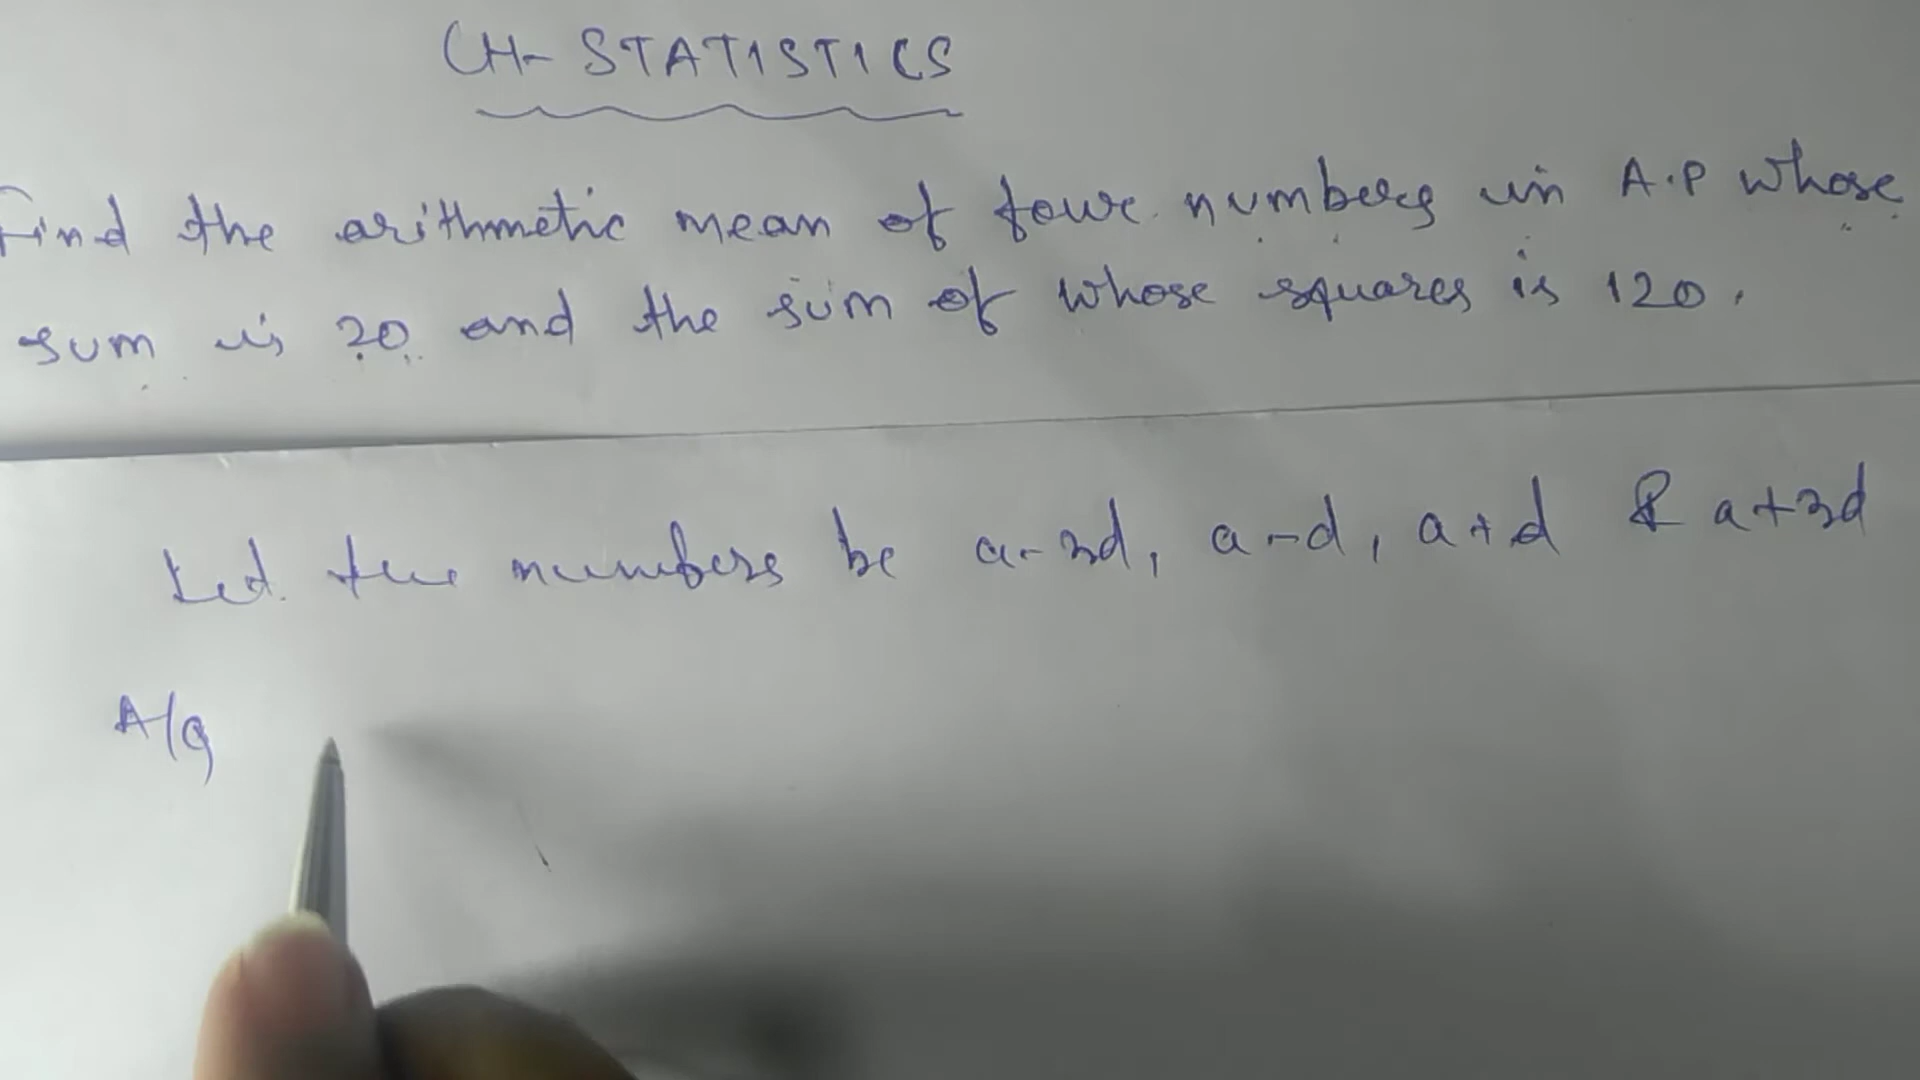 CH- STATISTICS
Find the arithmetic mean of four numbers in A.P whose
sum is 20 and the sum of whose squares is 120.
Let the numbers be a-3d, a-d, a+d & a+3d
A/q